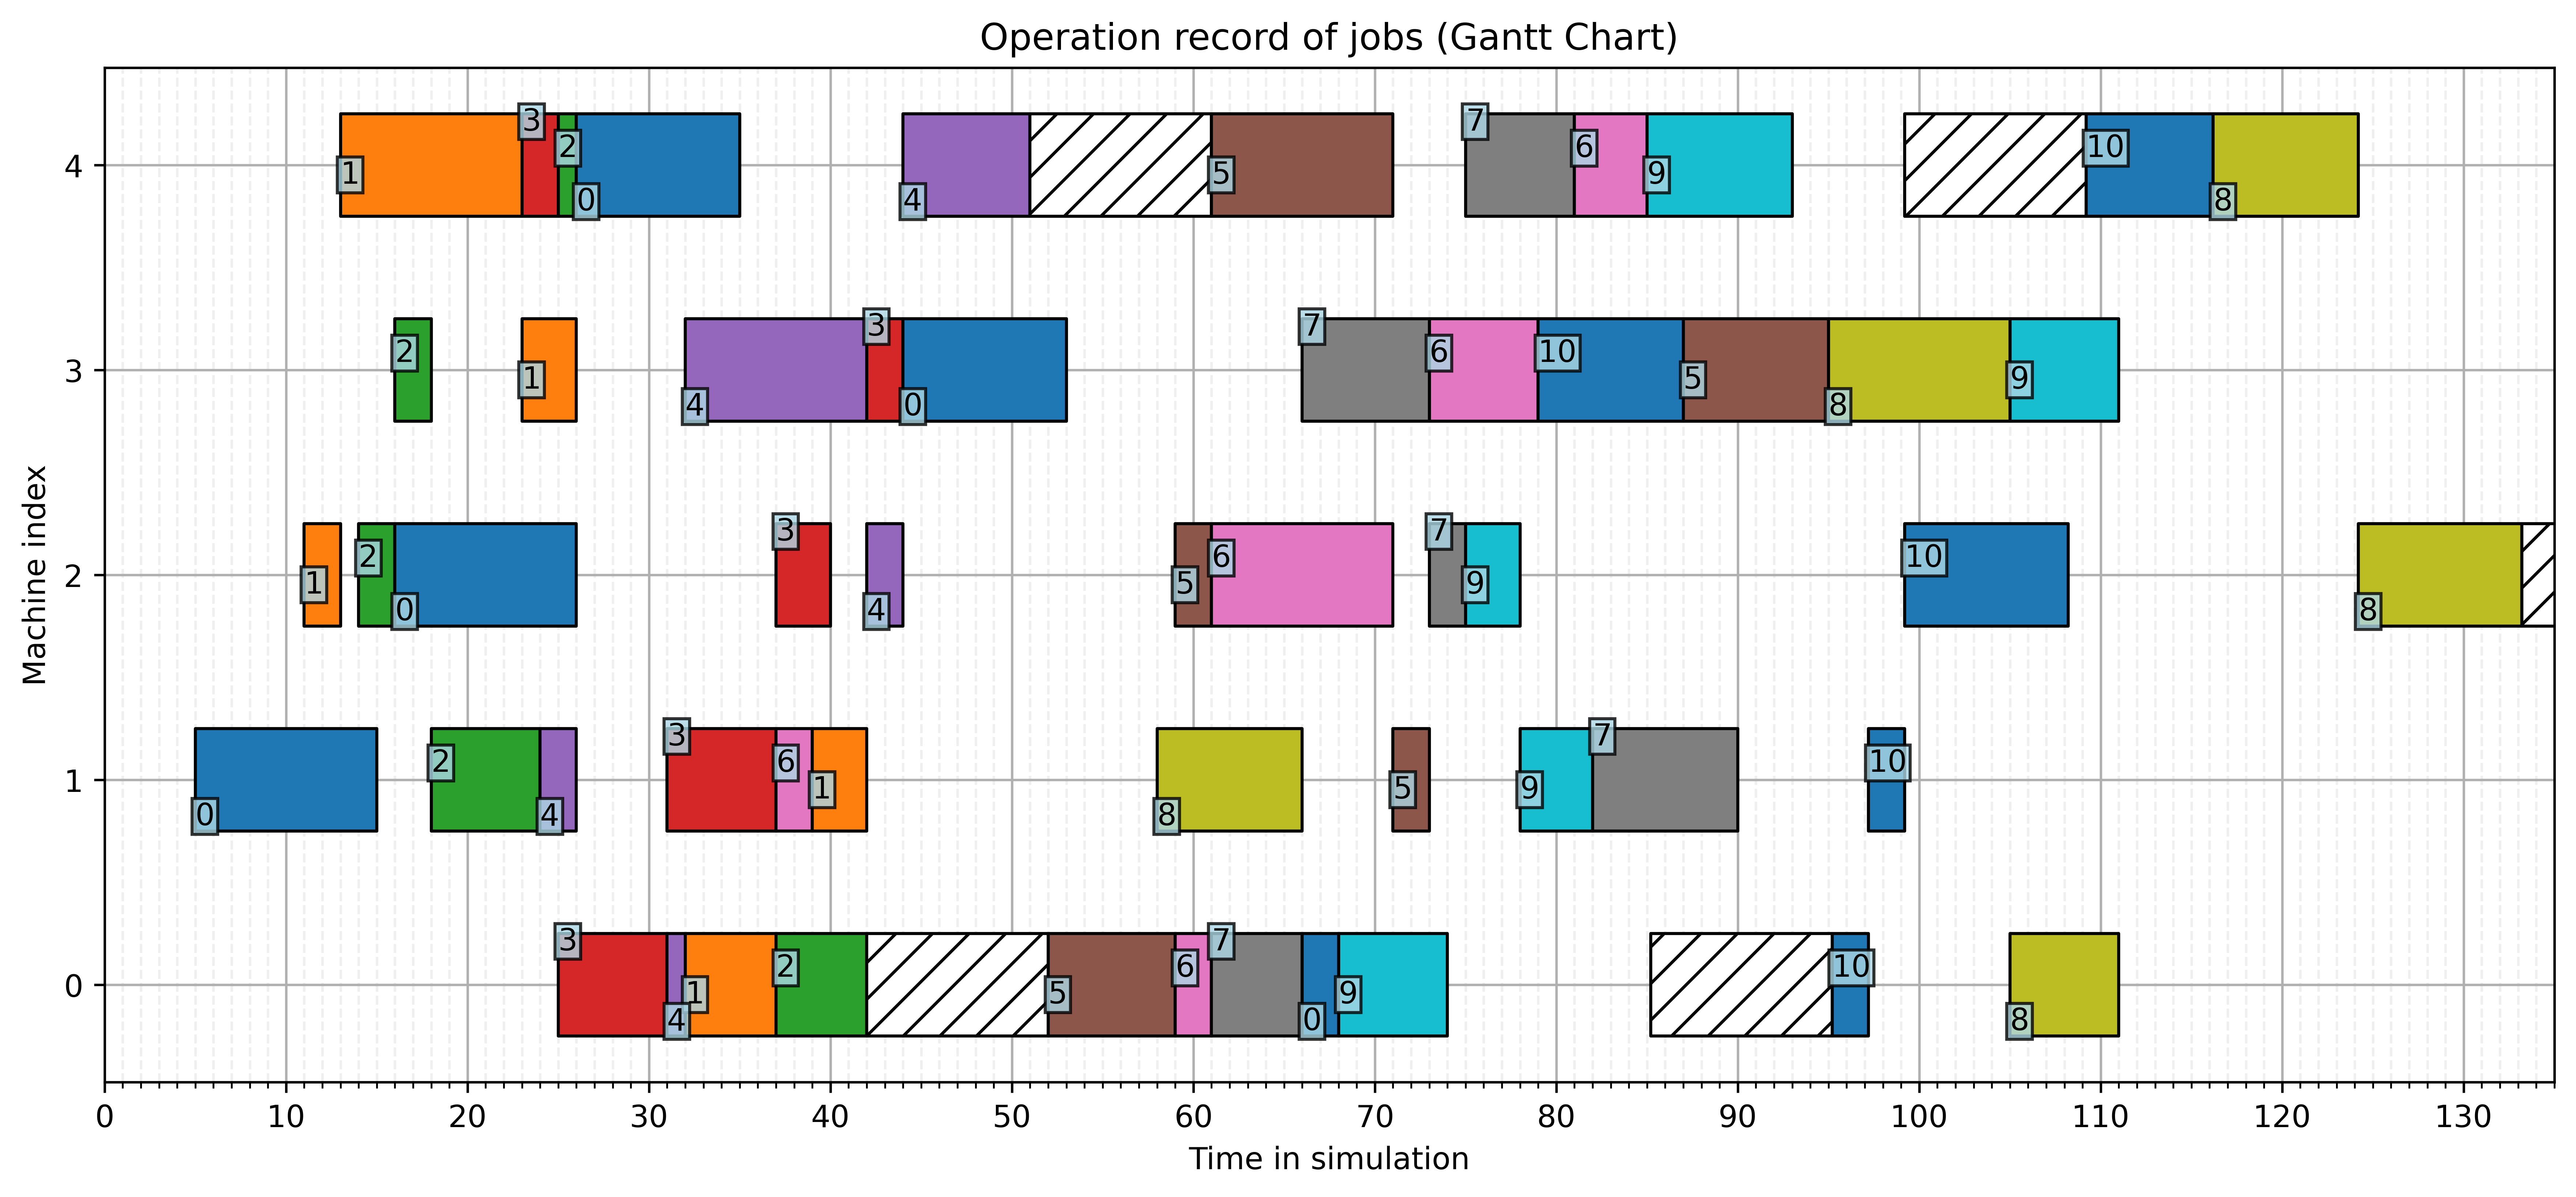 Operation record of jobs (Gantt Chart)
Machine index
4
1 3 2 0 4 5 7 6 9 10 8
3
2 1 4 3 0 7 6 10 5 8 9
2
1 2 0 3 4 5 6 7 9 10 8
1
0 2 4 3 6 1 8 5 9 7 10
0
3 4 1 2 5 6 7 0 9 10 8
0 10 20 30 40 50 60 70 80 90 100 110 120 130
Time in simulation